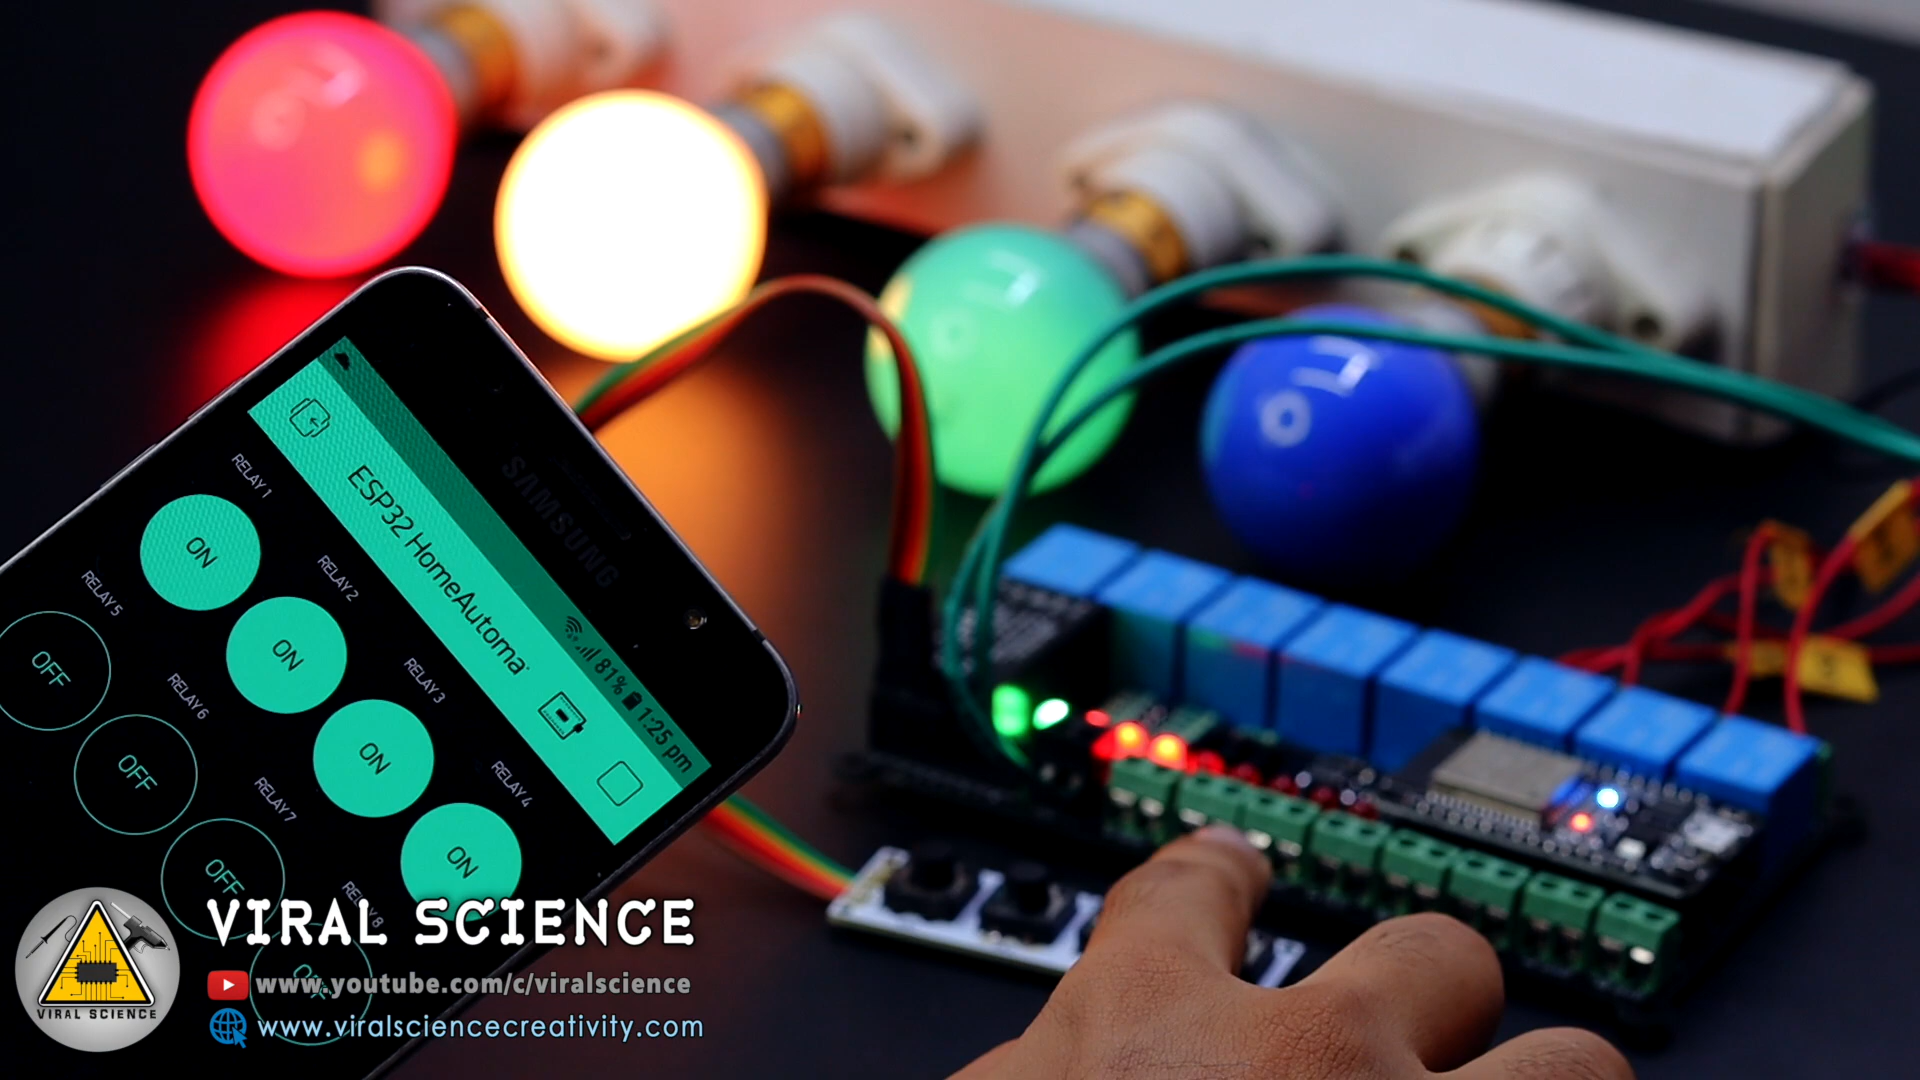 SAMSUNG
81% 1:25 pm
ESP32 HomeAutoma
RELAY 1
ON
RELAY 2
ON
RELAY 3
ON
RELAY 4
ON
RELAY 5
OFF
RELAY 6
OFF
RELAY 7
OFF
RELAY 8
VIRAL SCIENCE
VIRAL SCIENCE
www.youtube.com/c/viralscience
www.viralsciencecreativity.com